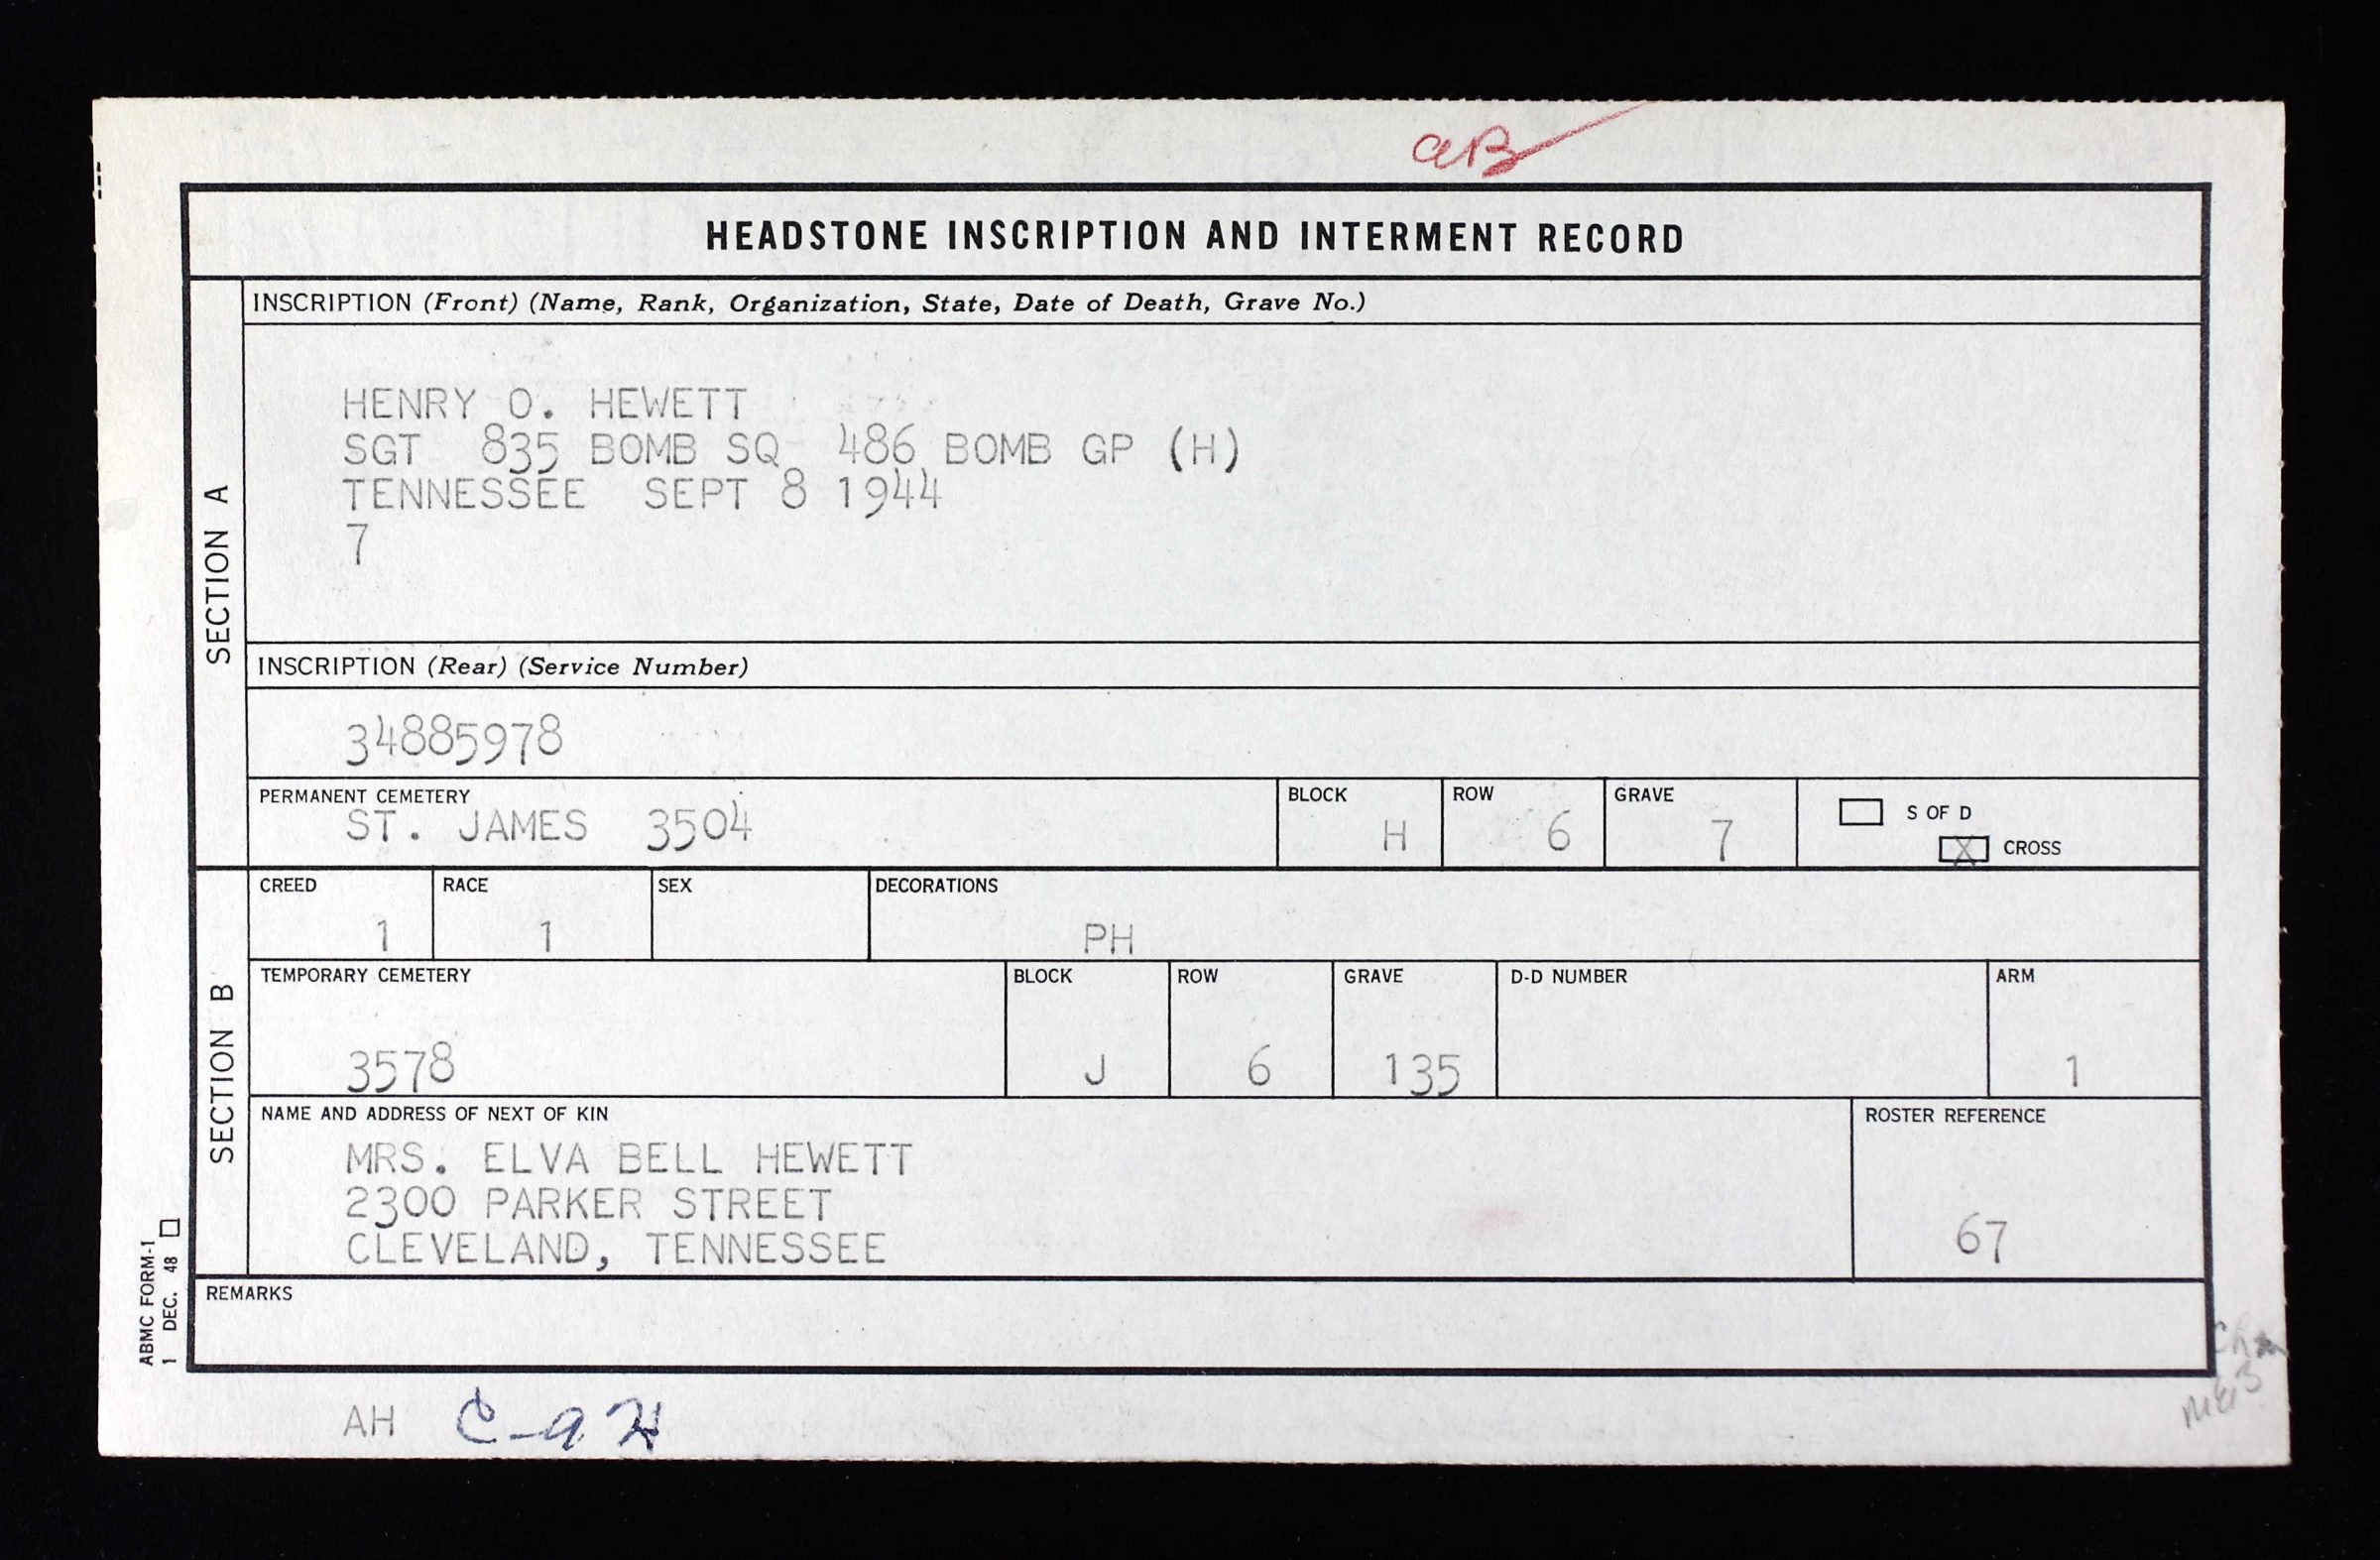 aB
HEADSTONE INSCRIPTION AND INTERMENT RECORD
SECTION A
INSCRIPTION (Front) (Name, Rank, Organization, State, Date of Death, Grave No.)
HENRY O. HEWETT
SGT 835 BOMB SQ 486 BOMB GP (H)
TENNESSEE SEPT 8 1944
7
INSCRIPTION (Rear) (Service Number)
34885978
PERMANENT CEMETERY BLOCK ROW GRAVE S OF D
ST. JAMES 3504 H 6 7 X CROSS
SECTION B
CREED RACE SEX DECORATIONS
1 1 PH
TEMPORARY CEMETERY BLOCK ROW GRAVE D-D NUMBER ARM
3578 J 6 135 1
NAME AND ADDRESS OF NEXT OF KIN ROSTER REFERENCE
MRS. ELVA BELL HEWETT
2300 PARKER STREET
CLEVELAND, TENNESSEE 67
REMARKS
ABMC FORM-1
1 DEC. 48
AH